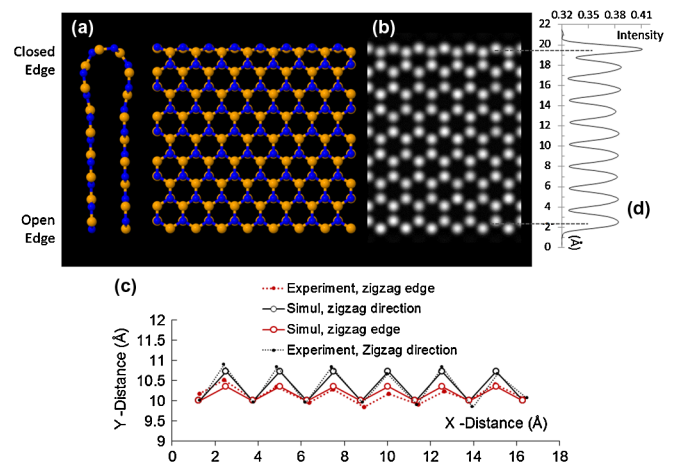 (a)
(b)
0.32 0.35 0.38 0.41
Intensity
22
20
18
16
14
12
10
8
6
4
2
0
(Å)
(d)
Closed
Edge
Open
Edge
(c)
Experiment, zigzag edge
Simul, zigzag direction
Simul, zigzag edge
Experiment, Zigzag direction
Y -Distance (Å)
12
11.5
11
10.5
10
9.5
9
X -Distance (Å)
0 2 4 6 8 10 12 14 16 18